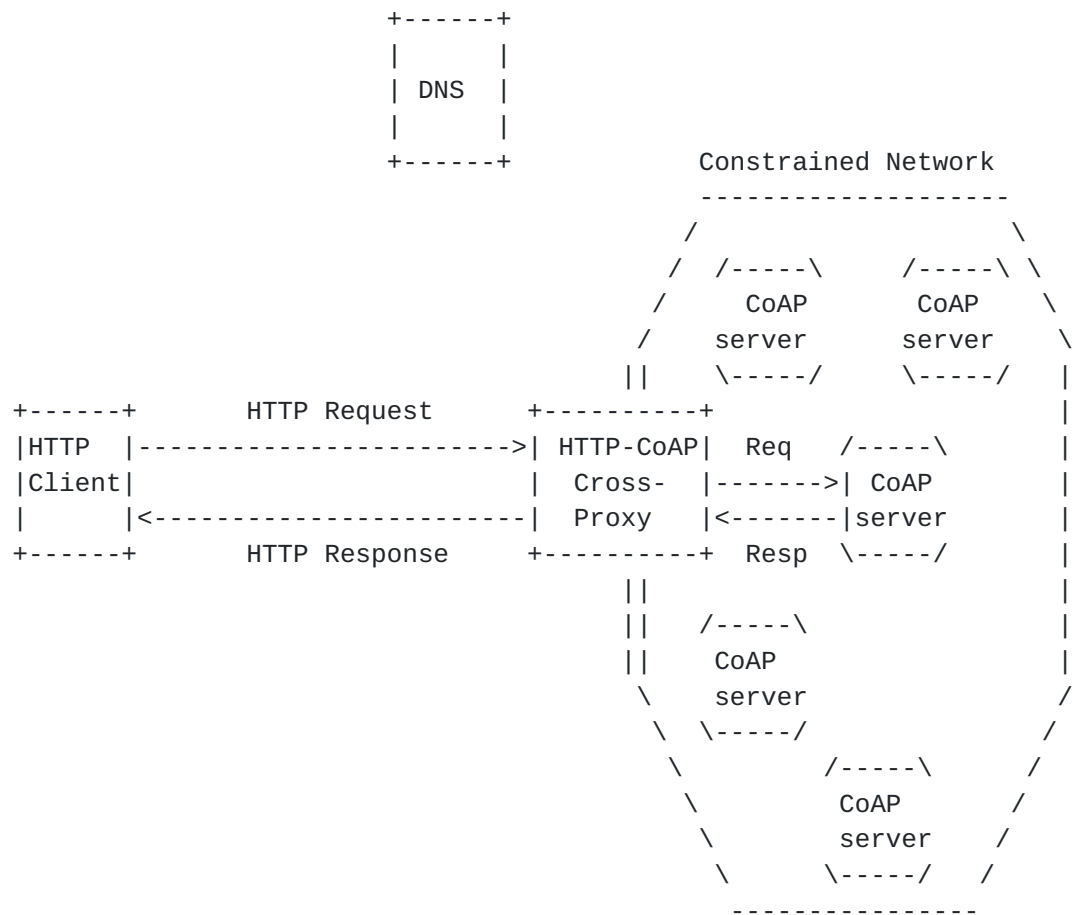 DNS
Constrained Network
CoAP CoAP
server server
HTTP Request
HTTP HTTP-CoAP Req
Client Cross- CoAP
Proxy server
HTTP Response Resp
CoAP
server
CoAP
server